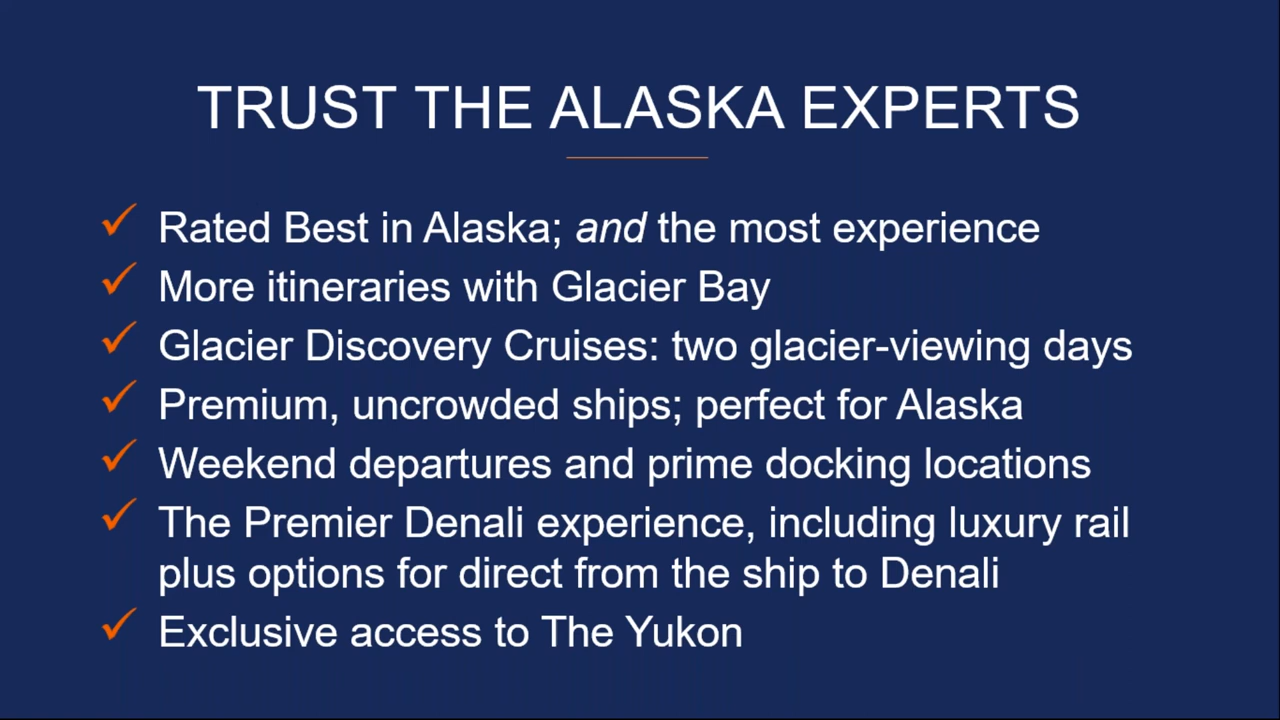 TRUST THE ALASKA EXPERTS
Rated Best in Alaska; and the most experience
More itineraries with Glacier Bay
Glacier Discovery Cruises: two glacier-viewing days
Premium, uncrowded ships; perfect for Alaska
Weekend departures and prime docking locations
The Premier Denali experience, including luxury rail
plus options for direct from the ship to Denali
Exclusive access to The Yukon